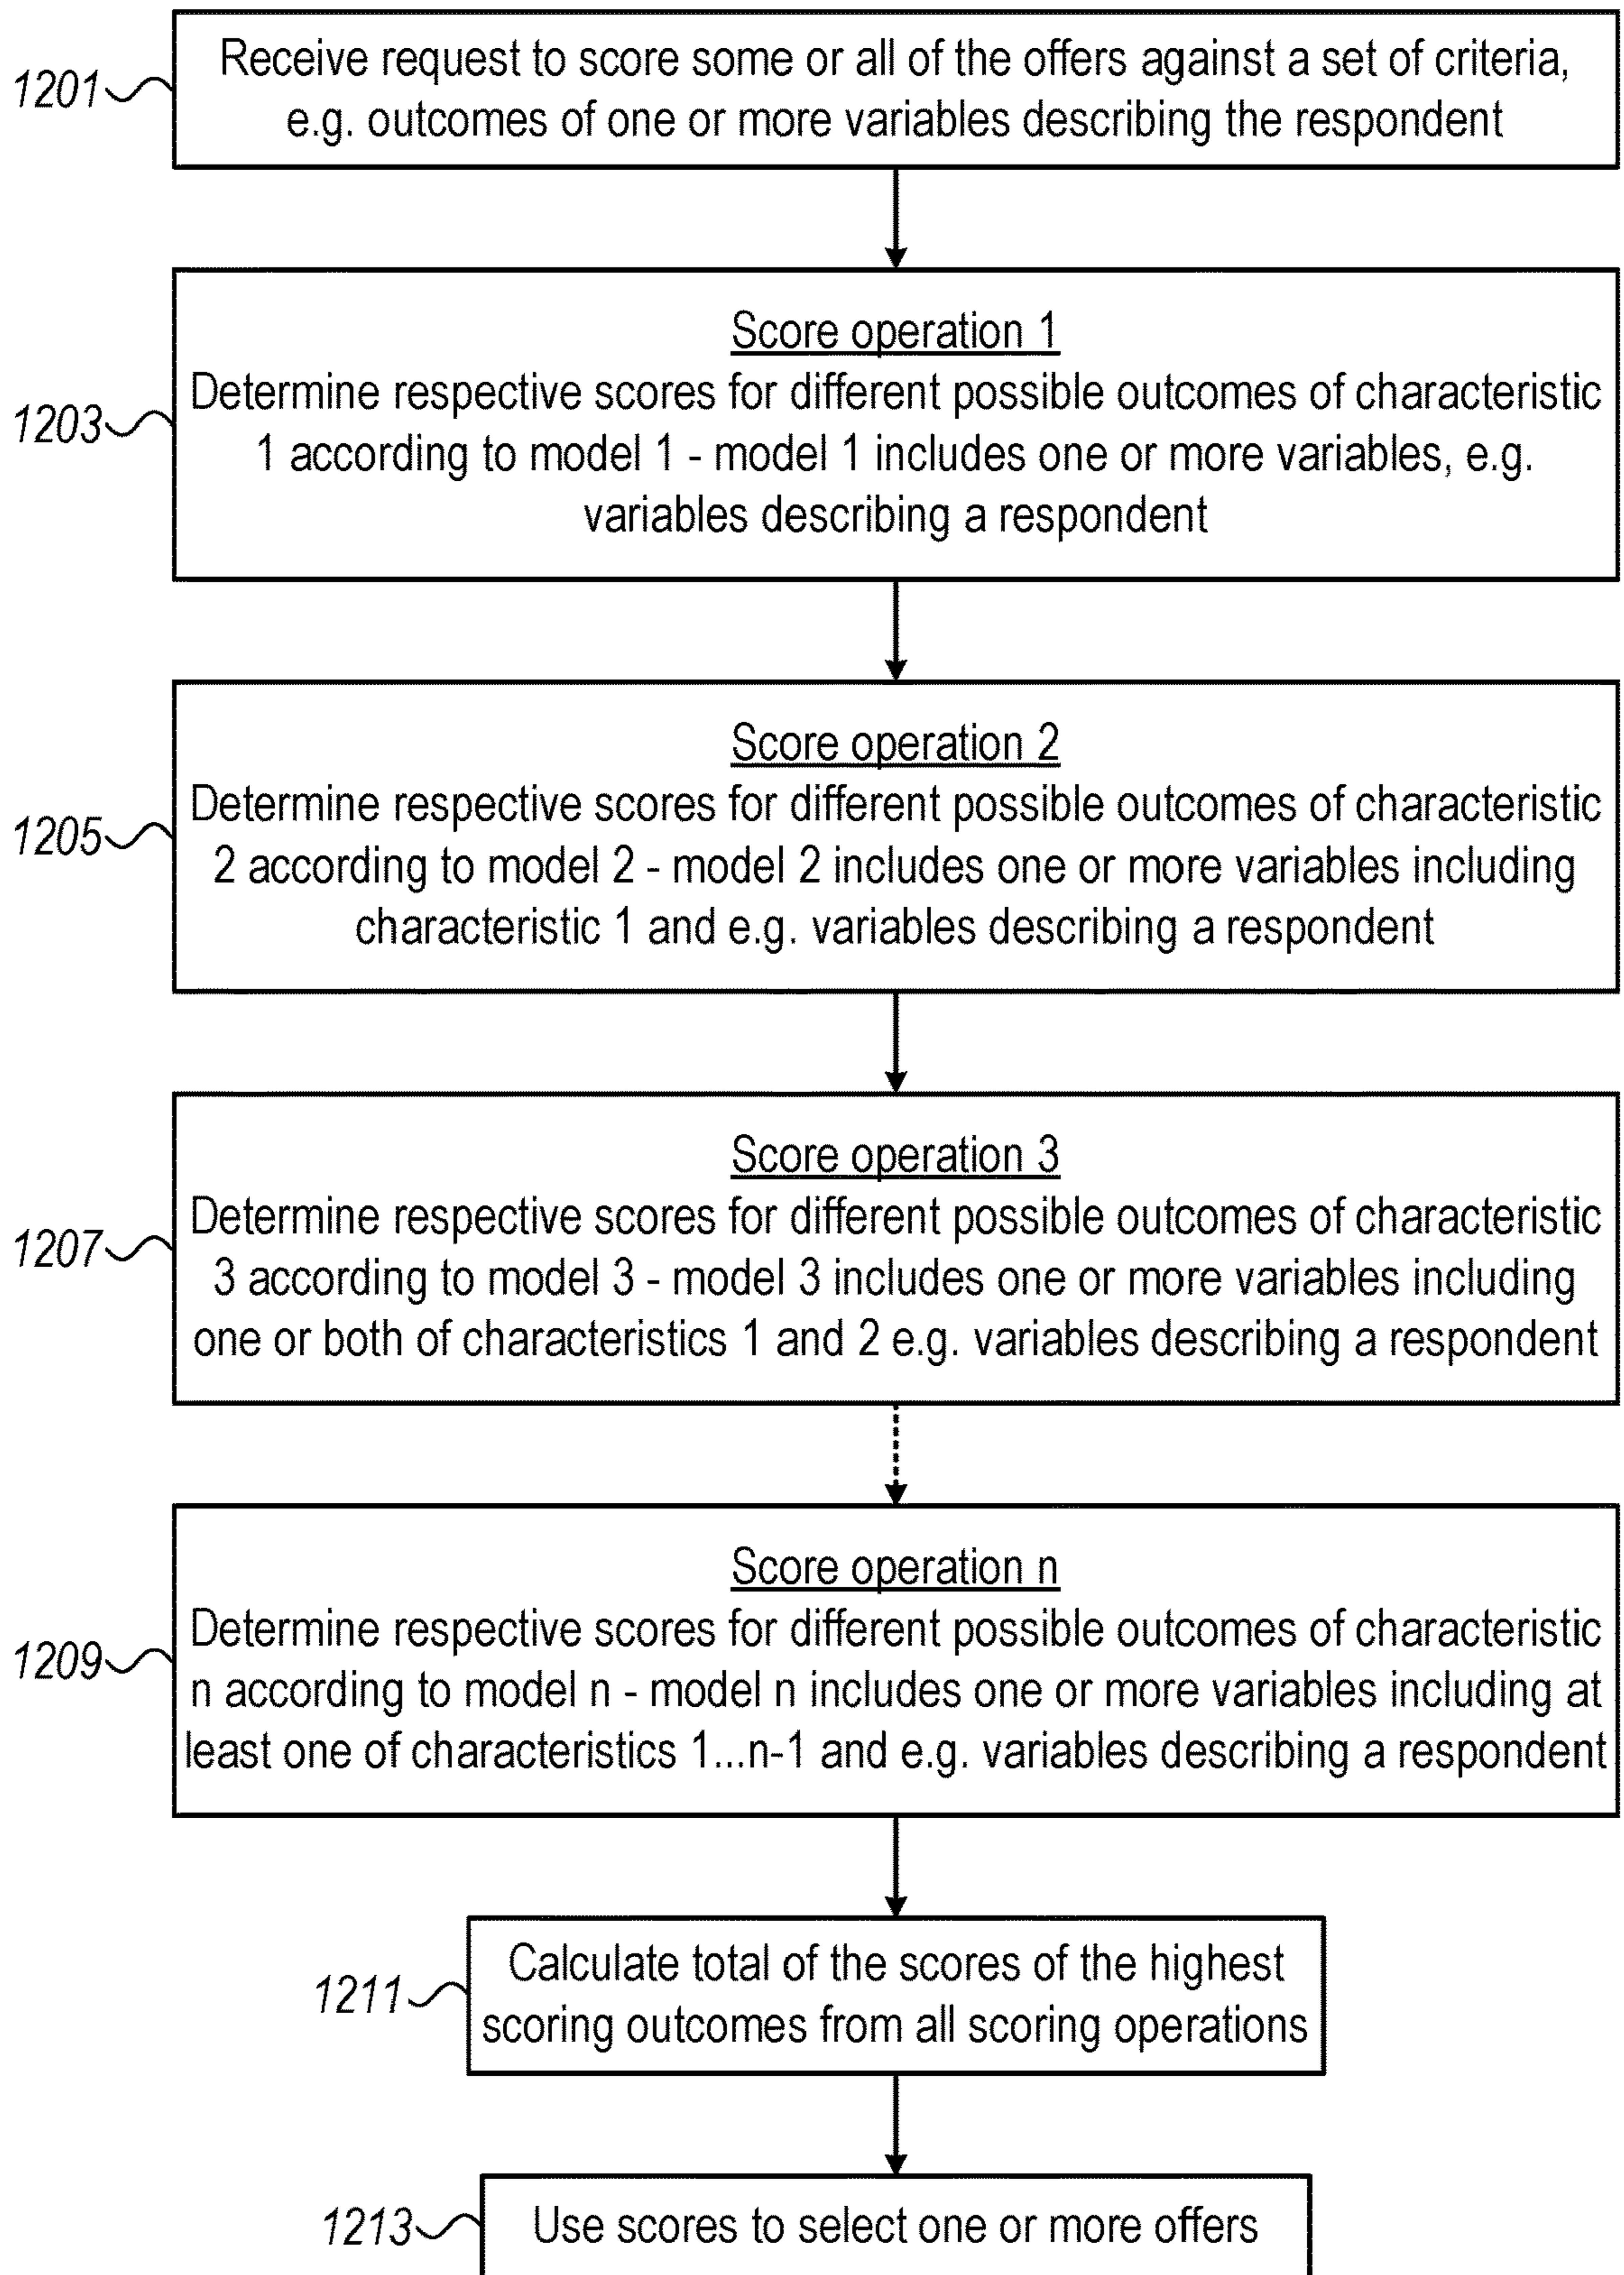 1201
Receive request to score some or all of the offers against a set of criteria,
e.g. outcomes of one or more variables describing the respondent
Score operation 1
1203
Determine respective scores for different possible outcomes of characteristic
1 according to model 1 - model 1 includes one or more variables, e.g.
variables describing a respondent
Score operation 2
1205
Determine respective scores for different possible outcomes of characteristic
2 according to model 2 - model 2 includes one or more variables including
characteristic 1 and e.g. variables describing a respondent
Score operation 3
1207
Determine respective scores for different possible outcomes of characteristic
3 according to model 3 - model 3 includes one or more variables including
one or both of characteristics 1 and 2 e.g. variables describing a respondent
Score operation n
1209
Determine respective scores for different possible outcomes of characteristic
n according to model n - model n includes one or more variables including at
least one of characteristics 1...n-1 and e.g. variables describing a respondent
1211
Calculate total of the scores of the highest
scoring outcomes from all scoring operations
1213
Use scores to select one or more offers